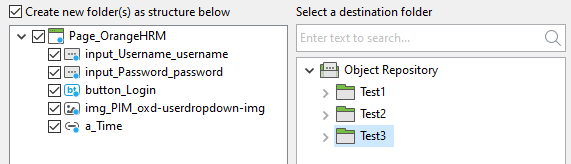 Create new folder(s) as structure below
Page_OrangeHRM
input_Username_username
input_Password_password
button_Login
img_PIM_oxd-userdropdown-img
a_Time
Select a destination folder
Enter text to search...
Object Repository
Test1
Test2
Test3